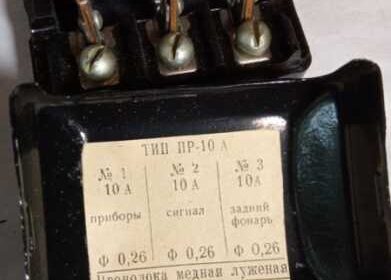 ТИП ПР-10 А
№ 1 № 2 № 3
10 А 10 А 10 А
приборы сигнал задний
фонарь
Ф 0,26 Ф 0,26 Ф 0,26
Проволока медная луженая